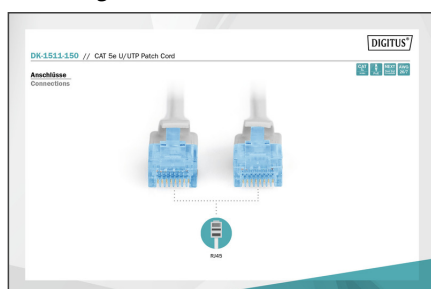 DIGITUS®
DK-1511-150 // CAT 5e U/UTP Patch Cord
Anschlüsse
Connections
RJ45